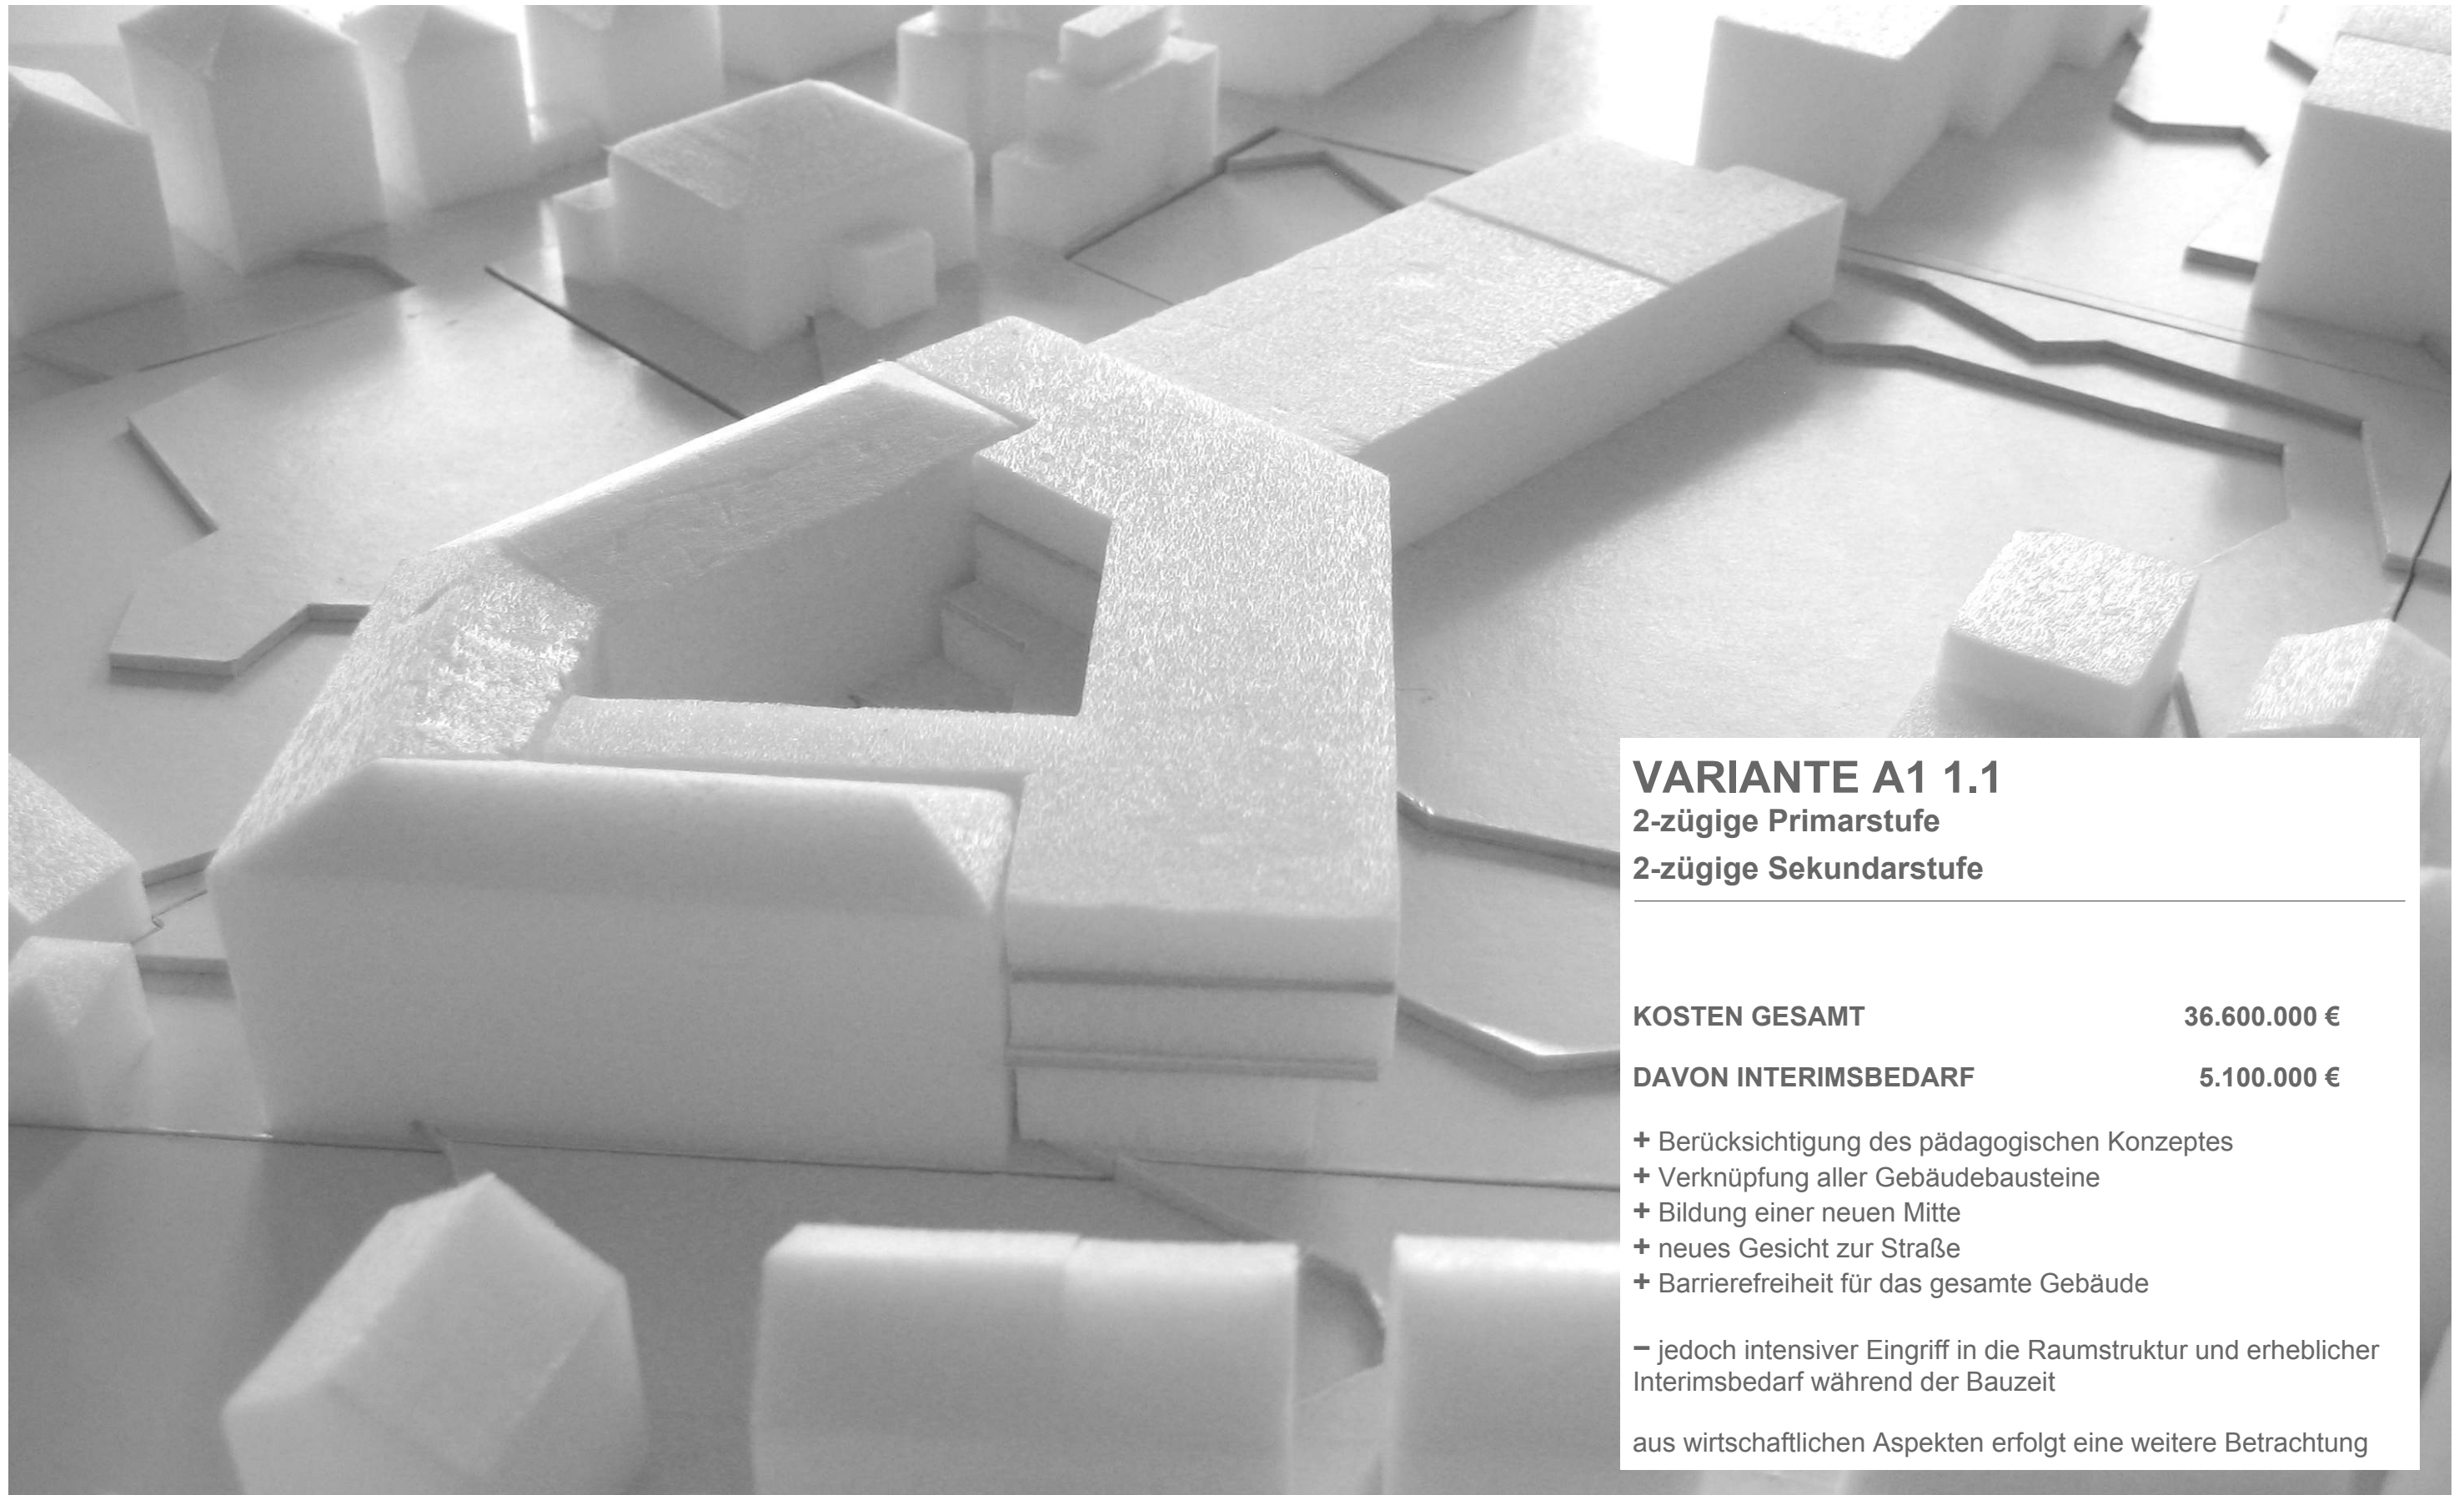 VARIANTE A1 1.1
2-zügige Primarstufe
2-zügige Sekundarstufe
KOSTEN GESAMT 36.600.000 €
DAVON INTERIMSBEDARF 5.100.000 €
+ Berücksichtigung des pädagogischen Konzeptes
+ Verknüpfung aller Gebäudebausteine
+ Bildung einer neuen Mitte
+ neues Gesicht zur Straße
+ Barrierefreiheit für das gesamte Gebäude
– jedoch intensiver Eingriff in die Raumstruktur und erheblicher
Interimsbedarf während der Bauzeit
aus wirtschaftlichen Aspekten erfolgt eine weitere Betrachtung